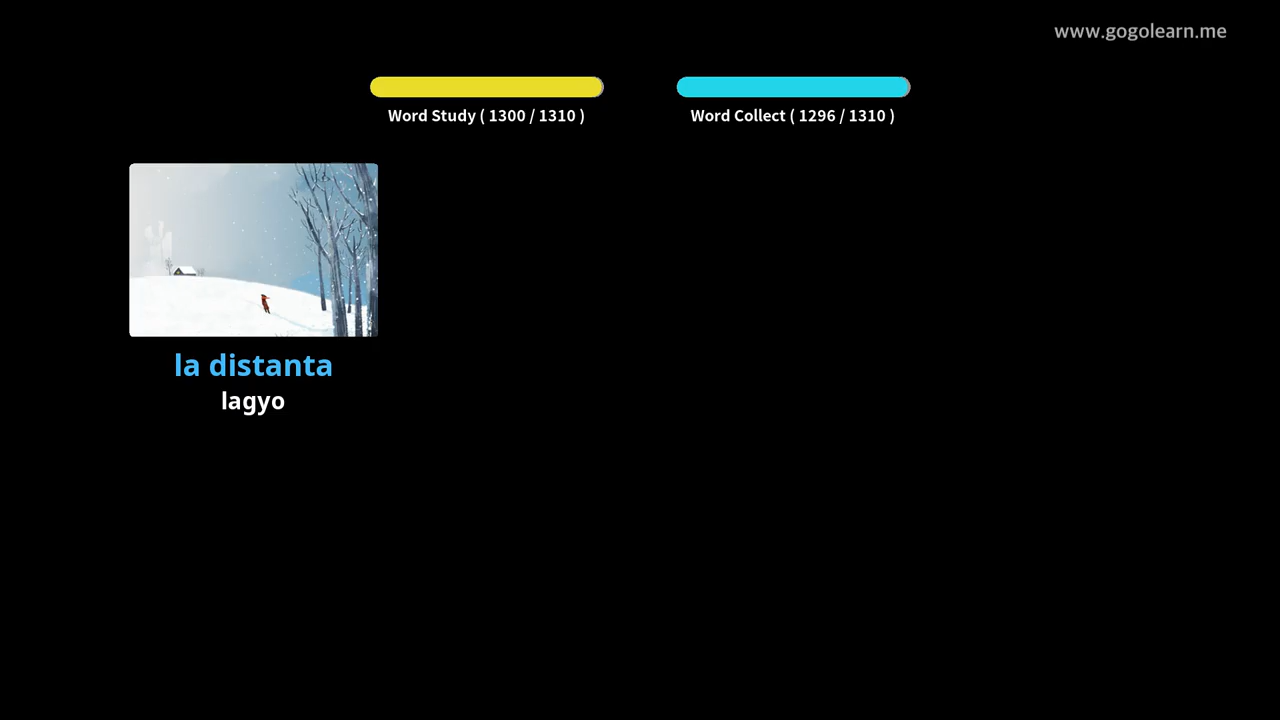 www.gogolearn.me
Word Study ( 1300 / 1310 )
Word Collect ( 1296 / 1310 )
la distanta
lagyo